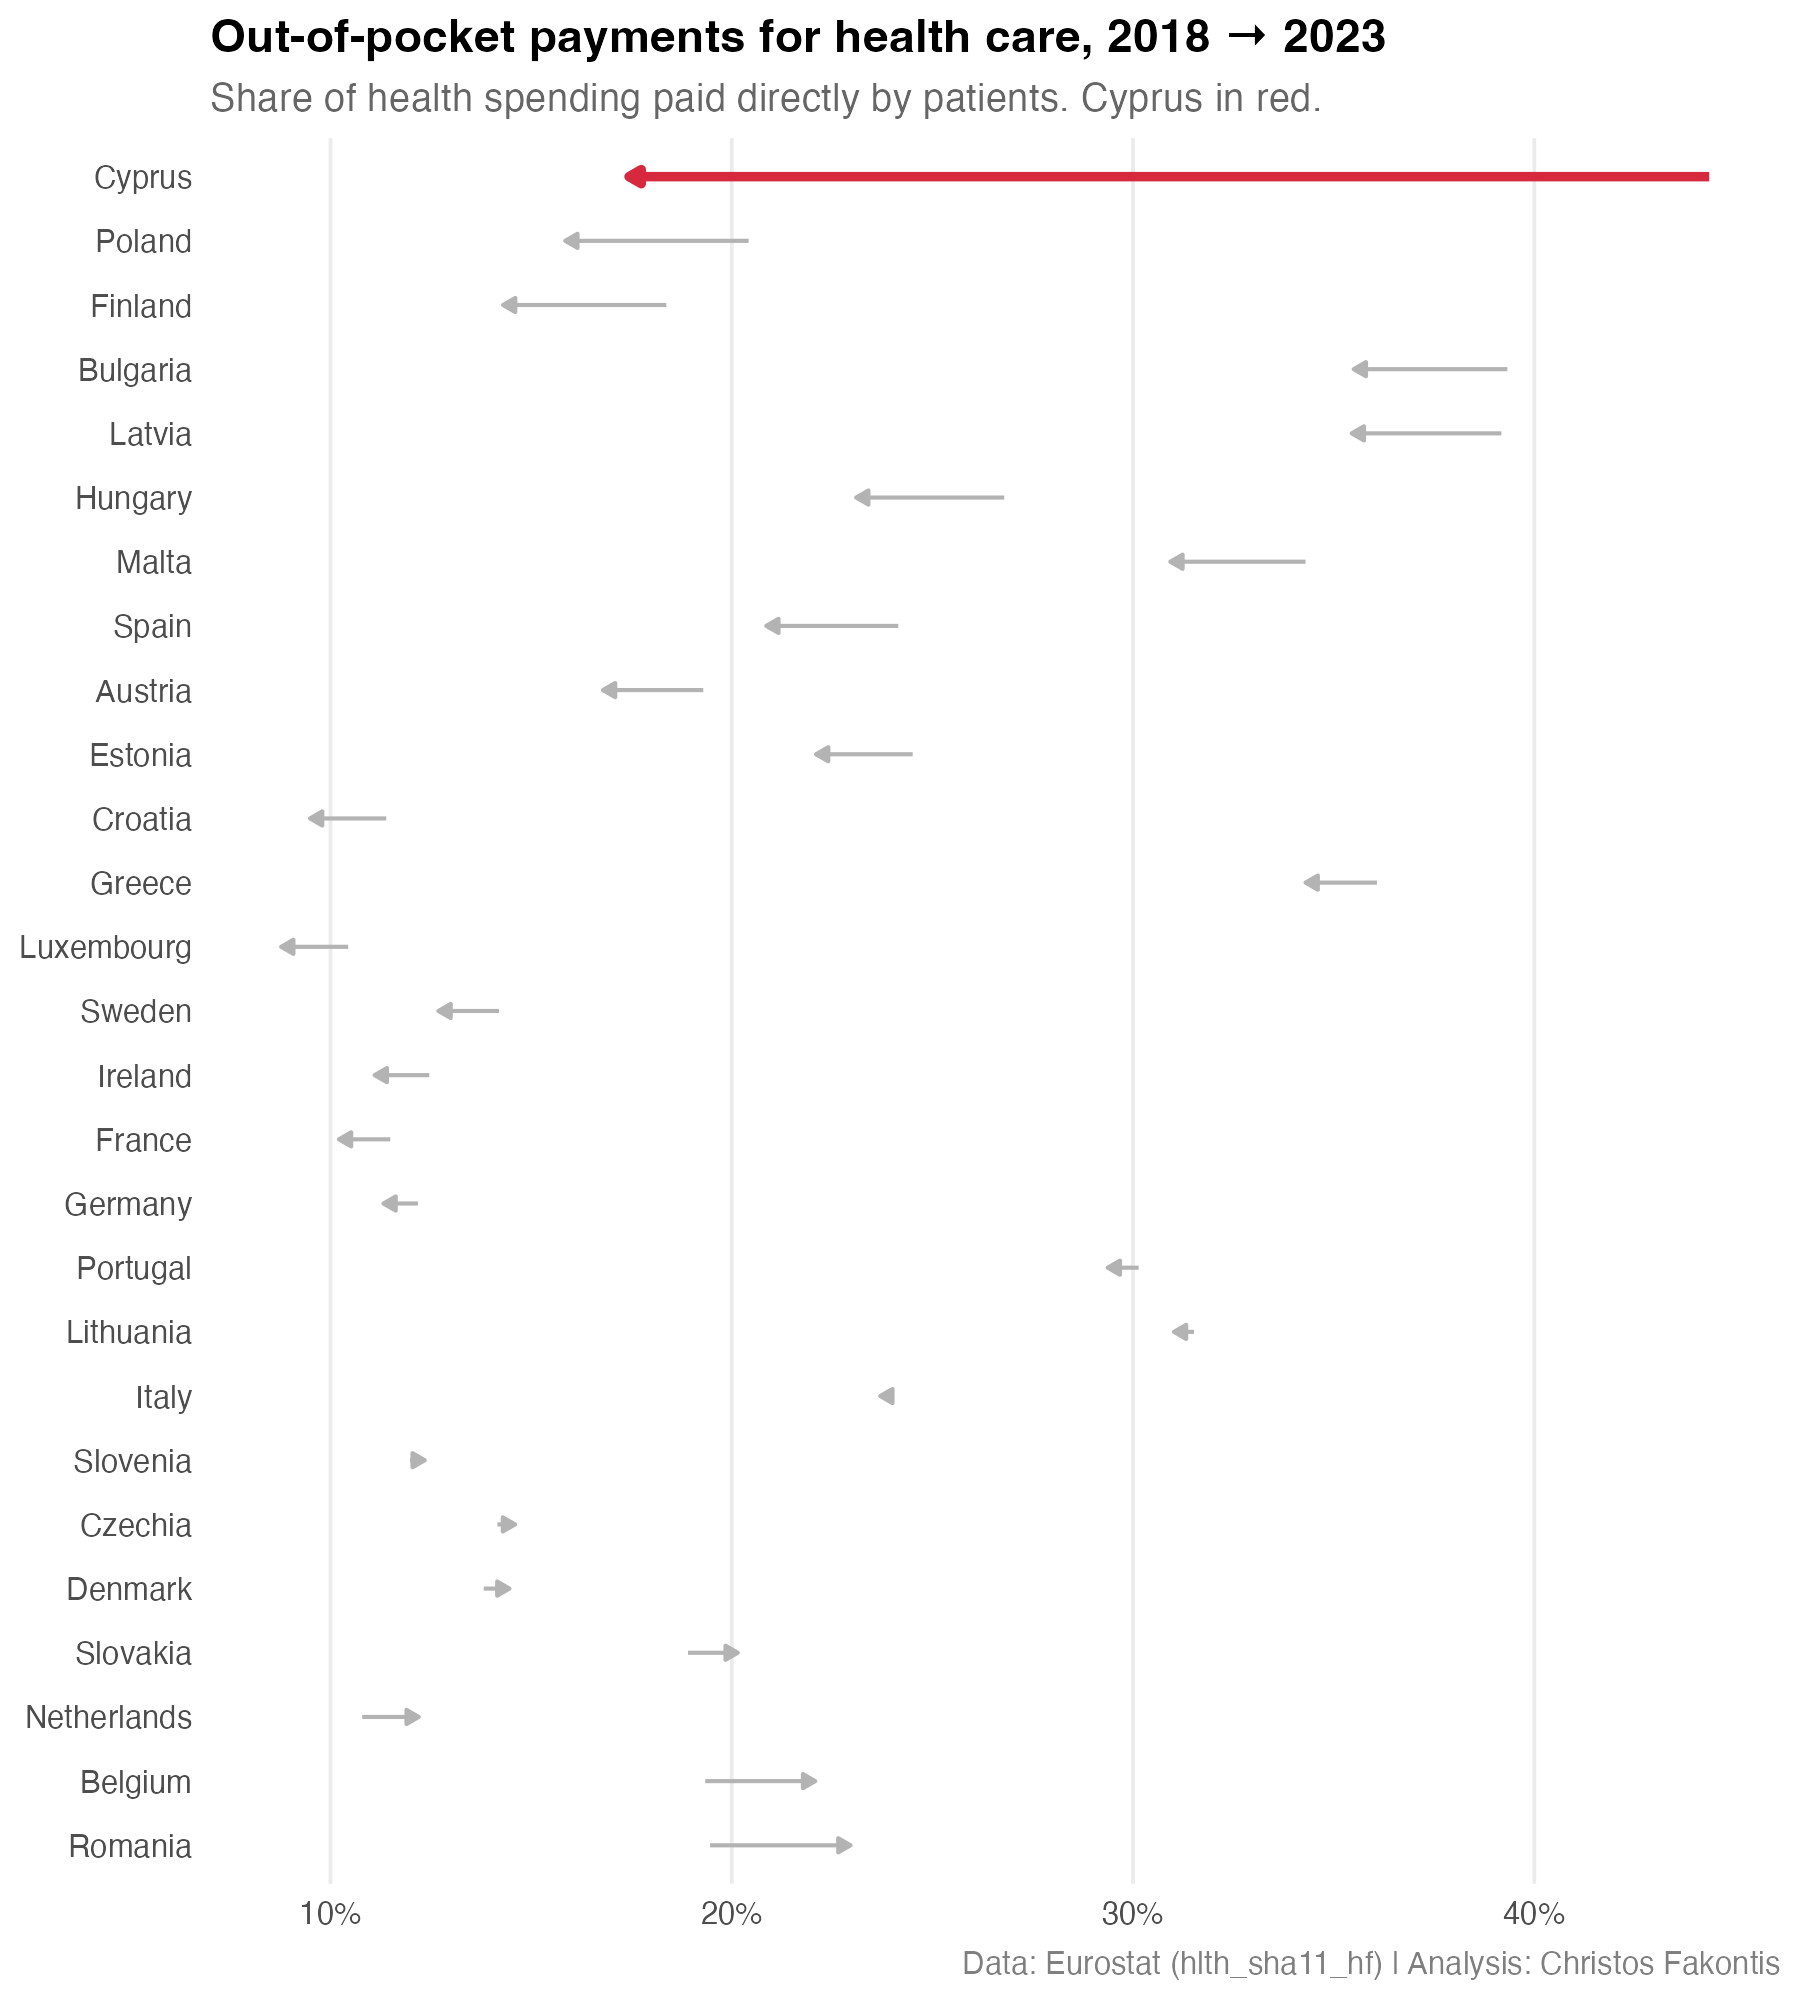 Out-of-pocket payments for health care, 2018 → 2023
Share of health spending paid directly by patients. Cyprus in red.
Cyprus
Poland
Finland
Bulgaria
Latvia
Hungary
Malta
Spain
Austria
Estonia
Croatia
Greece
Luxembourg
Sweden
Ireland
France
Germany
Portugal
Lithuania
Italy
Slovenia
Czechia
Denmark
Slovakia
Netherlands
Belgium
Romania
10% 20% 30% 40%
Data: Eurostat (hlth_sha11_hf) | Analysis: Christos Fakontis